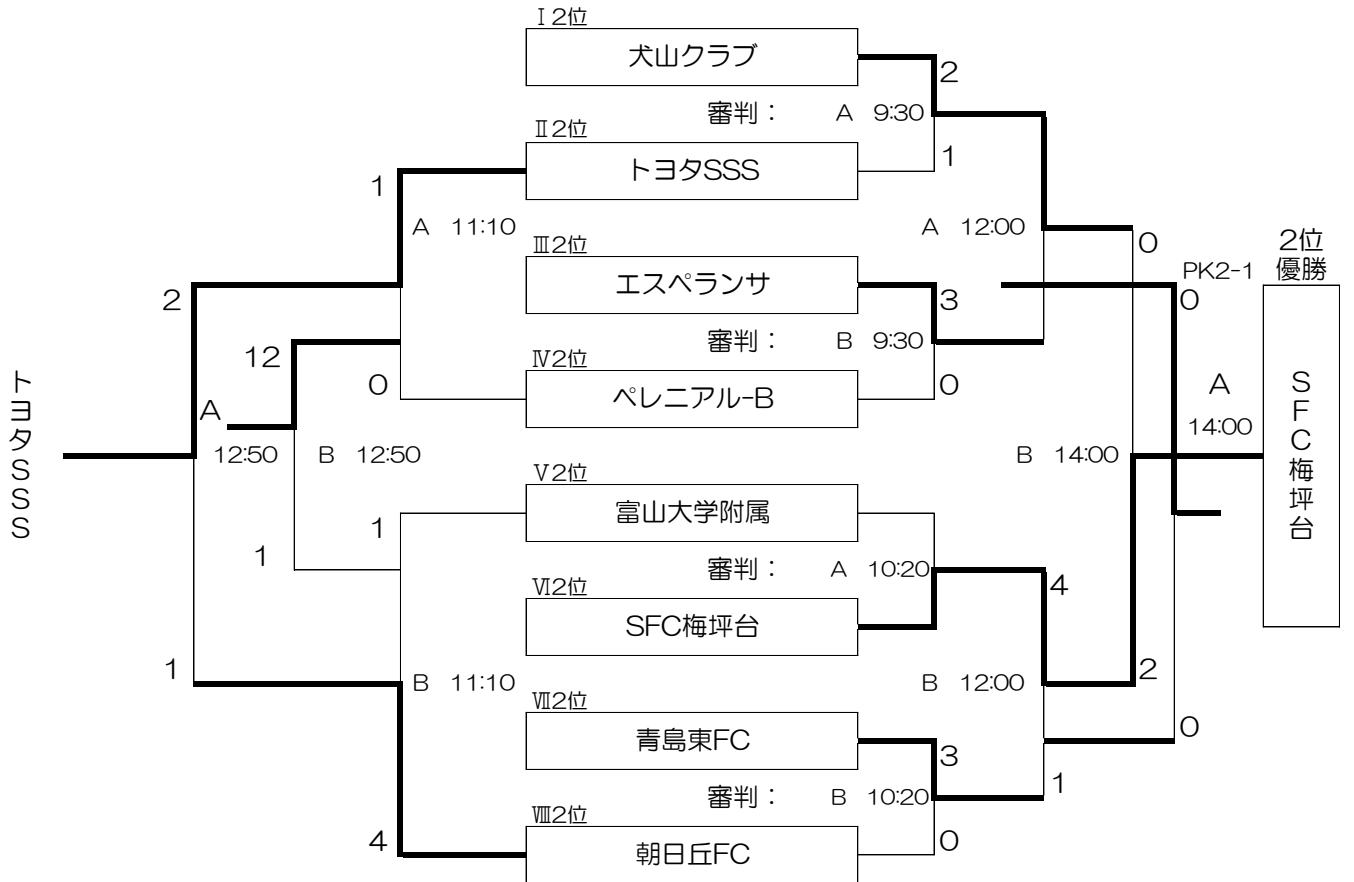 Ⅰ2位
犬山クラブ
2
審判： A 9:30
Ⅱ2位
1
トヨタSSS
1
A 11:10
A 12:00
Ⅲ2位
0
2位
優勝
PK2-1
エスペランサ
2
3
0
審判： B 9:30
12
Ⅳ2位
0
ペレニアル-B
0
A
トヨタSSS
A
SFC梅坪台
14:00
12:50
B 12:50
B 14:00
Ⅴ2位
富山大学附属
1
1
審判： A 10:20
4
Ⅵ2位
SFC梅坪台
1
B 11:10
B 12:00
2
Ⅶ2位
青島東FC
0
3
1
審判： B 10:20
Ⅷ2位
4
朝日丘FC
0